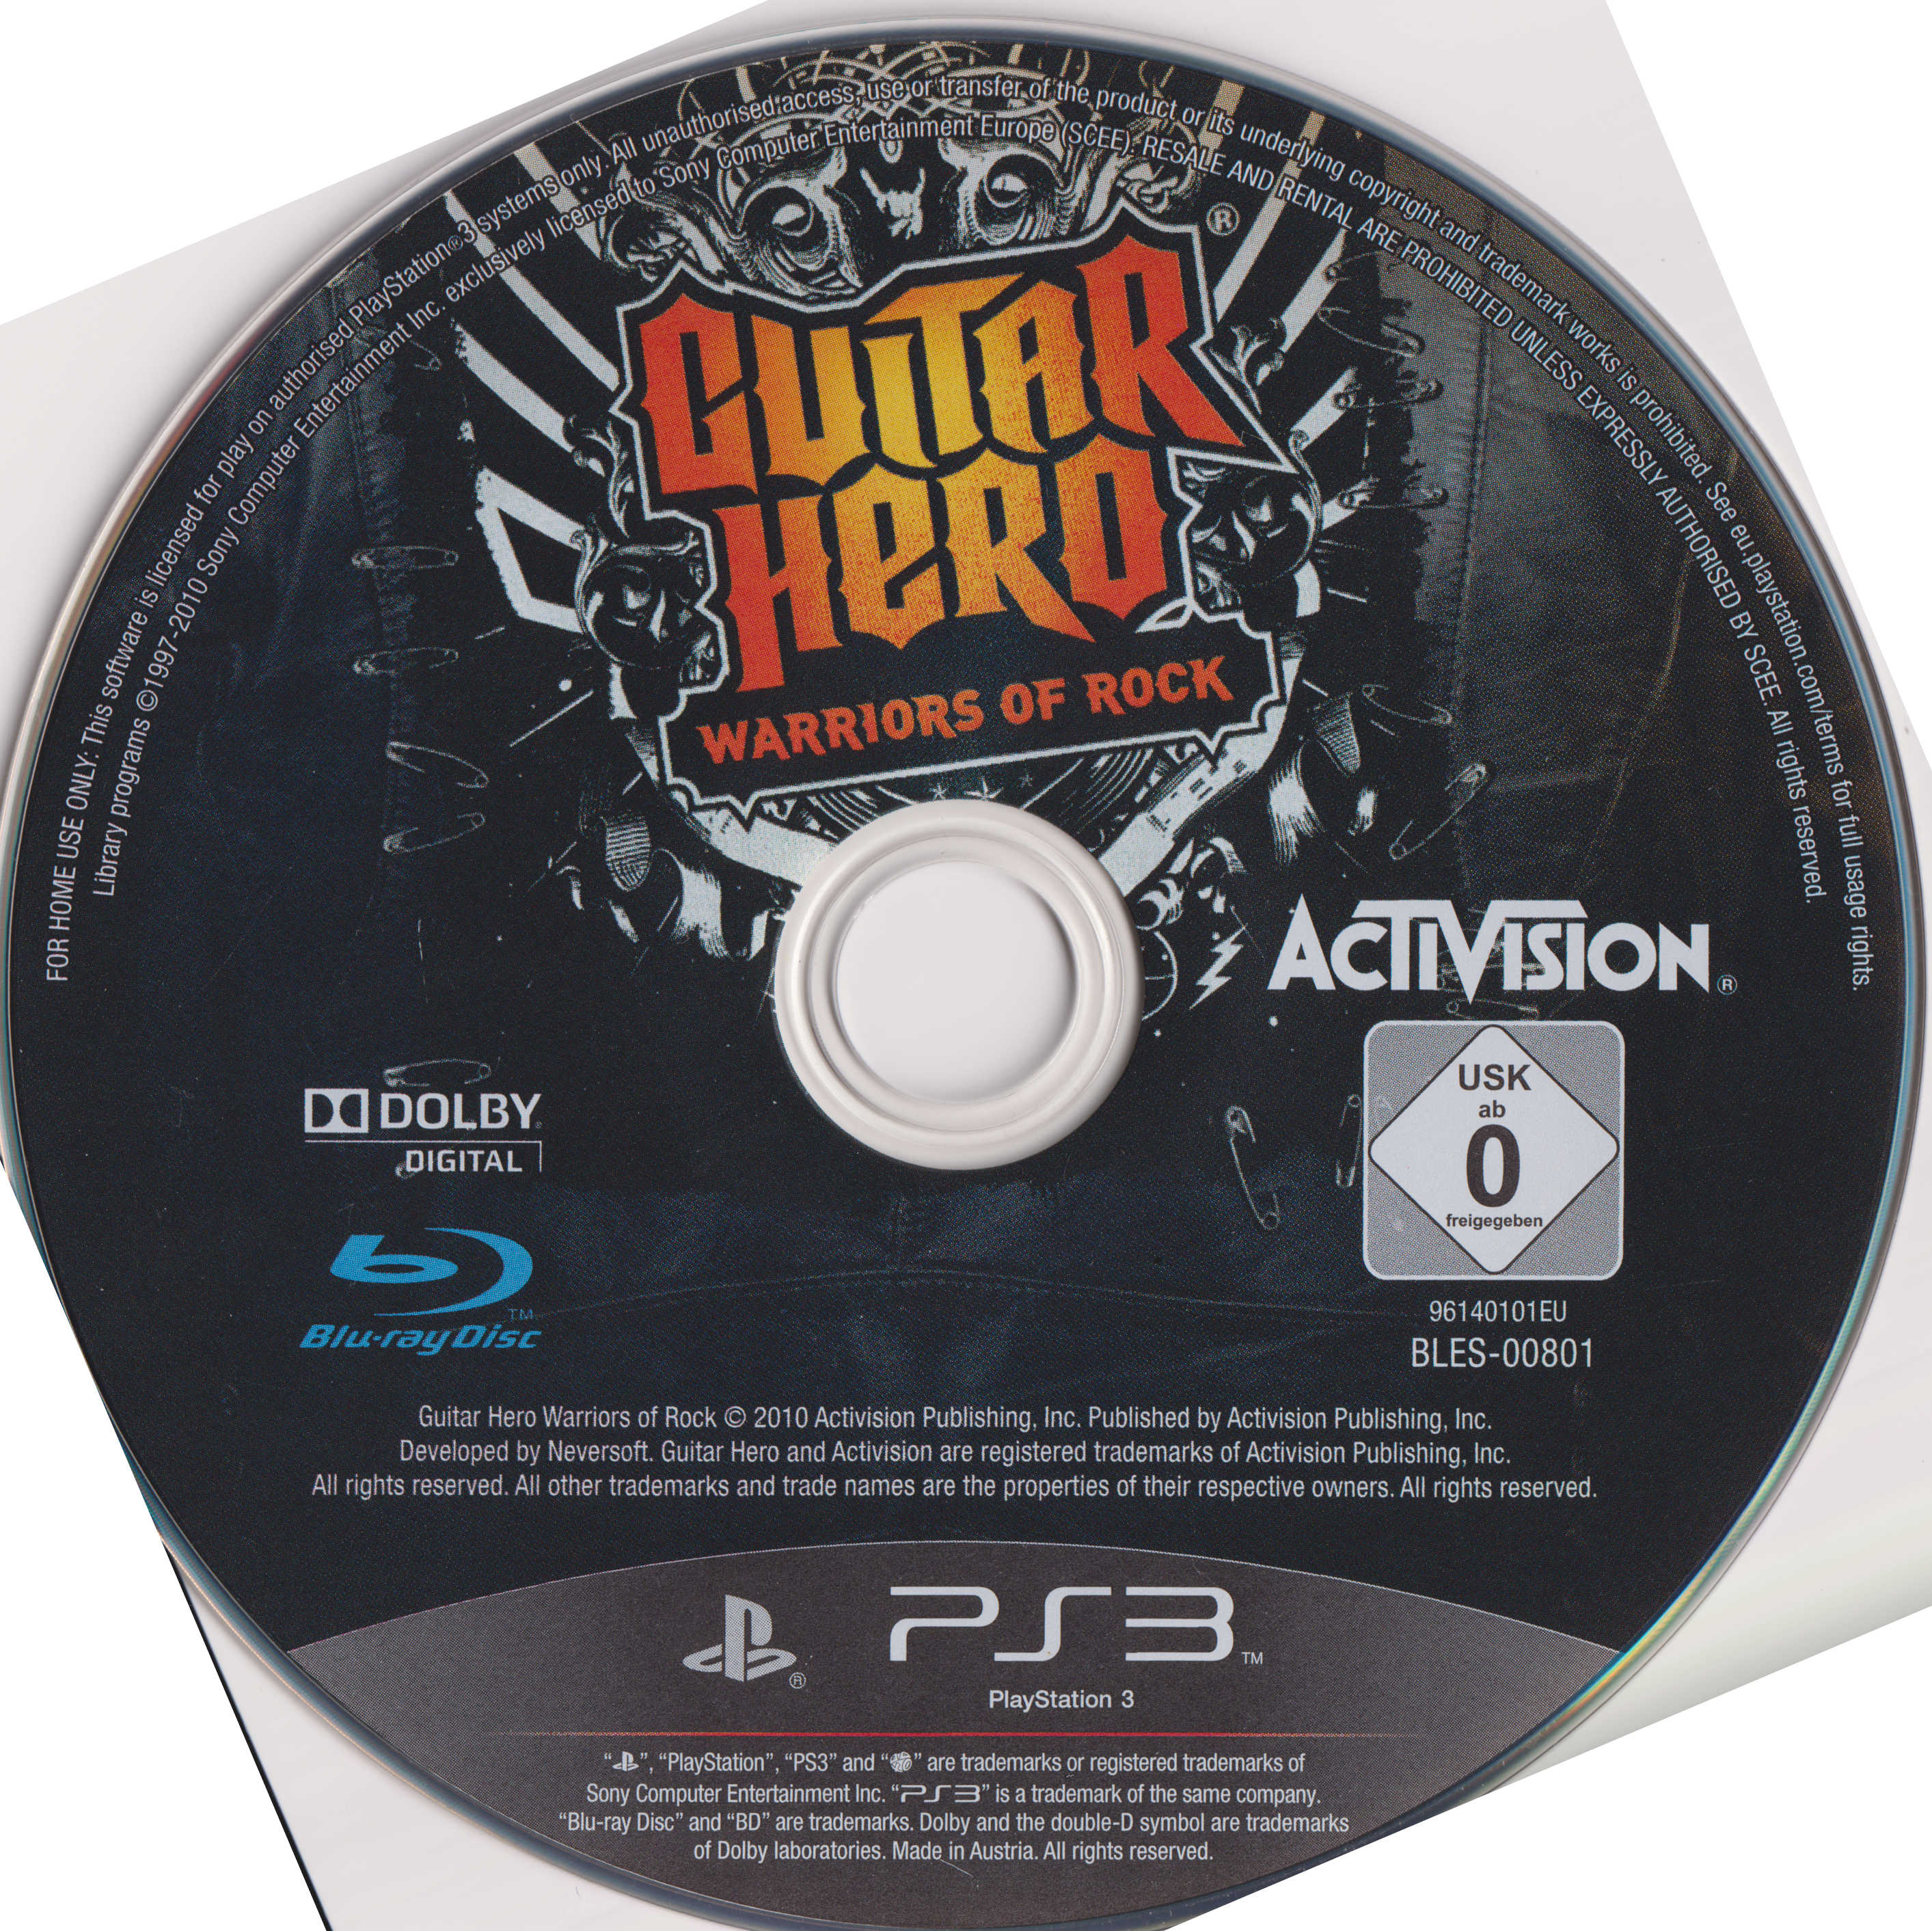 FOR HOME USE ONLY: This software is licensed for play on authorised PlayStation®3 systems only. All unauthorised access, use or transfer of the product or its underlying copyright and trademark works is prohibited. See eu.playstation.com/terms for full usage rights.
Library programs ©1997-2010 Sony Computer Entertainment Inc. exclusively licensed to Sony Computer Entertainment Europe (SCEE). RESALE AND RENTAL ARE PROHIBITED UNLESS EXPRESSLY AUTHORISED BY SCEE. All rights reserved.
GUITAR ®
HERO
WARRIORS OF ROCK
ACTIVISION®
DOLBY®
DIGITAL
USK
ab
0
freigegeben
TM
Blu-ray Disc
96140101EU
BLES-00801
Guitar Hero Warriors of Rock © 2010 Activision Publishing, Inc. Published by Activision Publishing, Inc.
Developed by Neversoft. Guitar Hero and Activision are registered trademarks of Activision Publishing, Inc.
All rights reserved. All other trademarks and trade names are the properties of their respective owners. All rights reserved.
® PS3™
PlayStation 3
“ ”, “PlayStation”, “PS3” and “ ” are trademarks or registered trademarks of
Sony Computer Entertainment Inc. “PS3” is a trademark of the same company.
“Blu-ray Disc” and “BD” are trademarks. Dolby and the double-D symbol are trademarks
of Dolby laboratories. Made in Austria. All rights reserved.